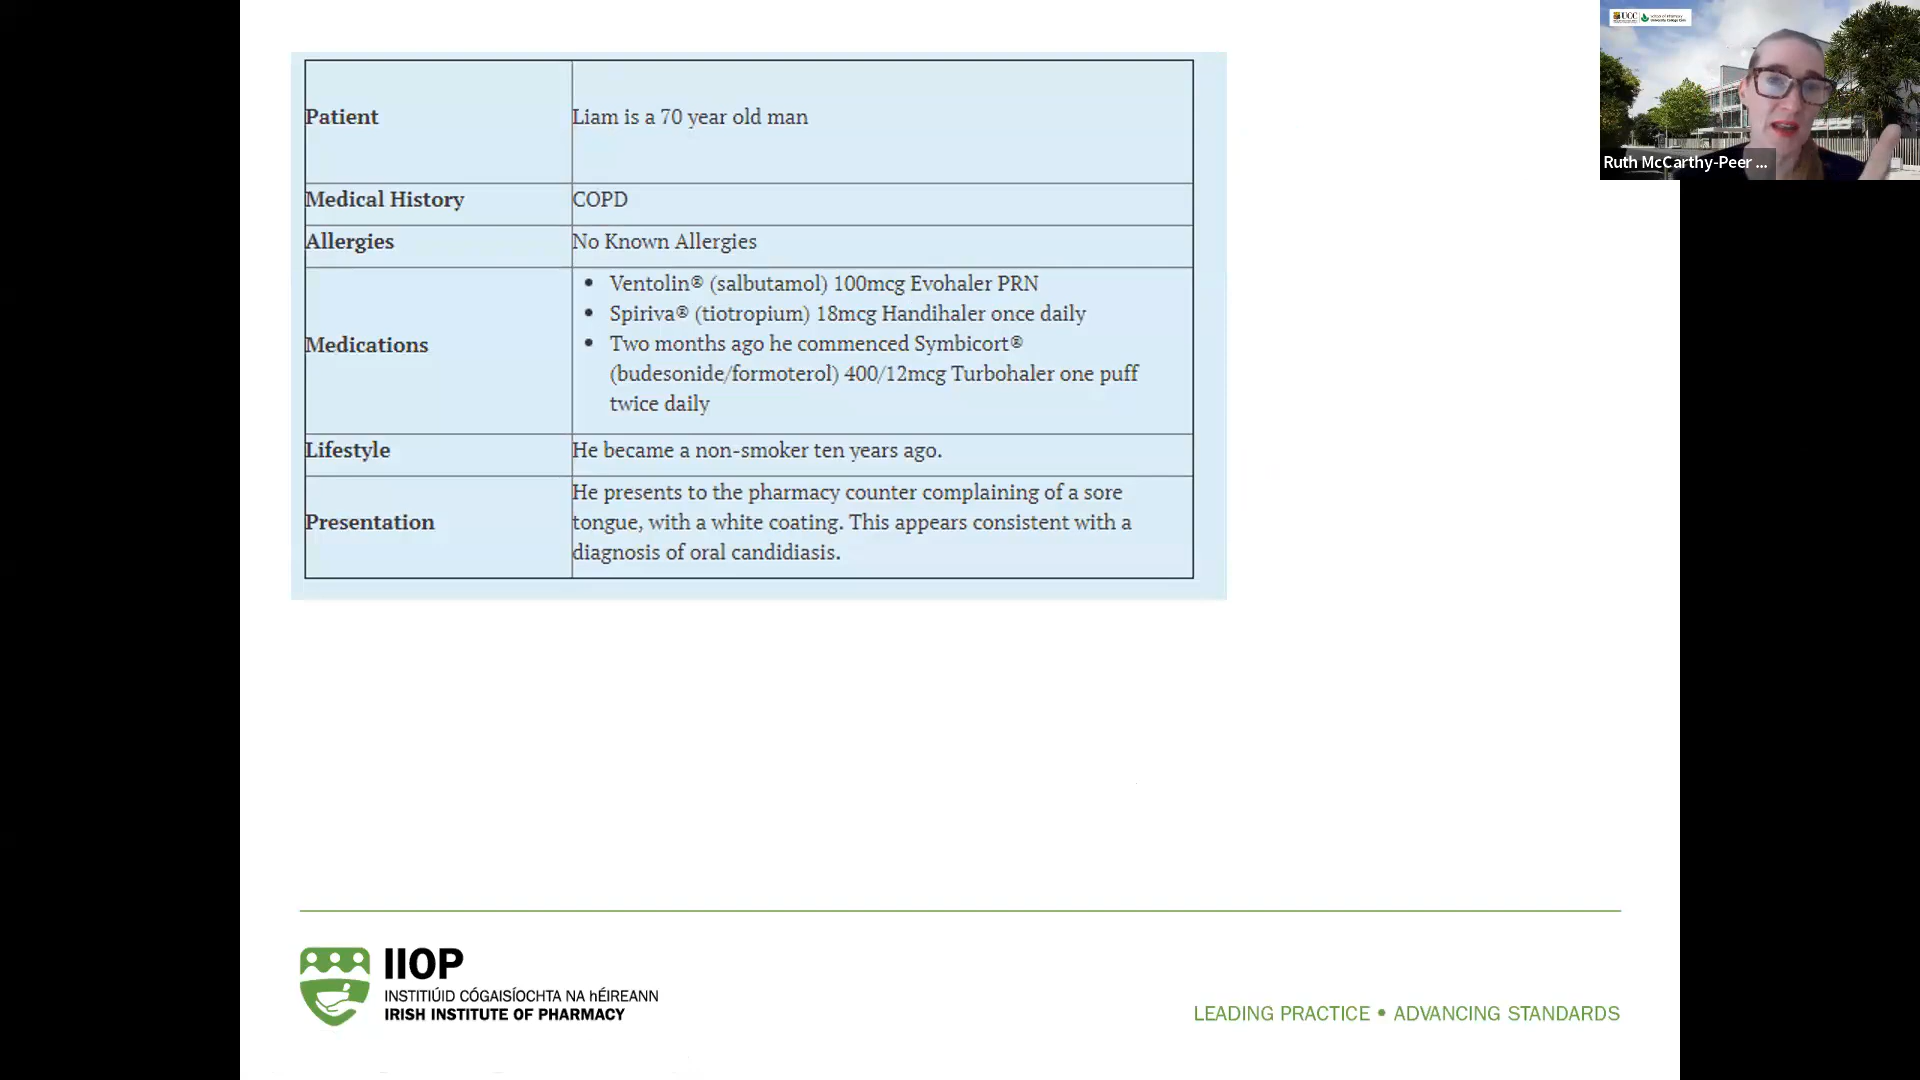 Patient
Liam is a 70 year old man
Medical History
COPD
Allergies
No Known Allergies
Medications
• Ventolin® (salbutamol) 100mcg Evohaler PRN
• Spiriva® (tiotropium) 18mcg Handihaler once daily
• Two months ago he commenced Symbicort®
(budesonide/formoterol) 400/12mcg Turbohaler one puff
twice daily
Lifestyle
He became a non-smoker ten years ago.
Presentation
He presents to the pharmacy counter complaining of a sore
tongue, with a white coating. This appears consistent with a
diagnosis of oral candidiasis.
UCC
Ruth McCarthy-Peer ...
IIOP
INSTITIÚID CÓGAISÍOCHTA NA hÉIREANN
IRISH INSTITUTE OF PHARMACY
LEADING PRACTICE • ADVANCING STANDARDS